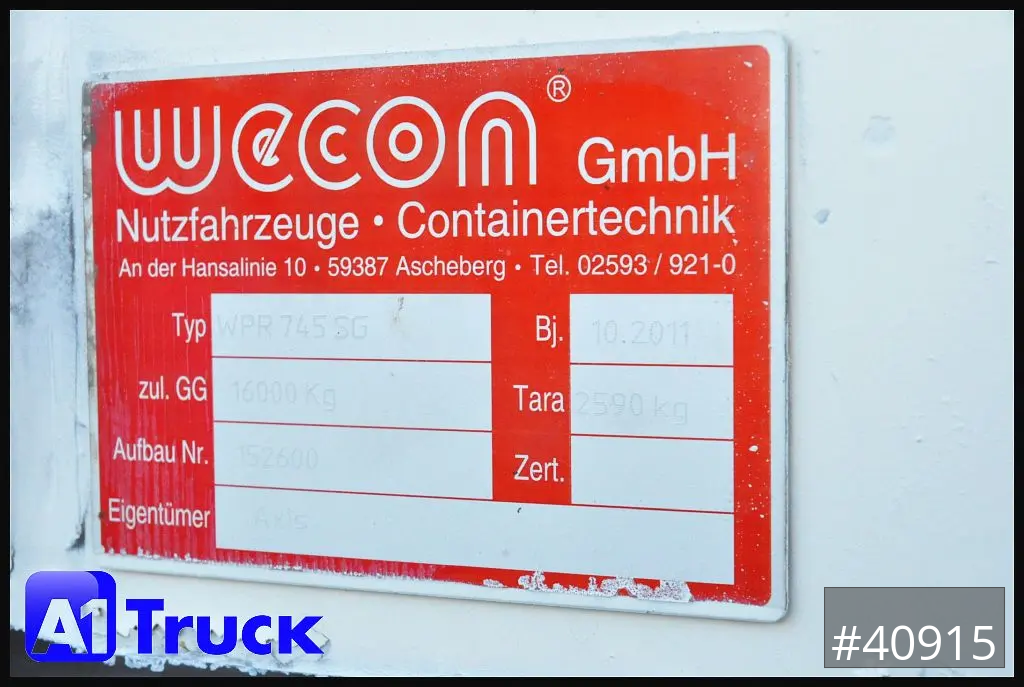 wecon® GmbH
Nutzfahrzeuge • Containertechnik
An der Hansalinie 10 • 59387 Ascheberg • Tel. 02593 / 921-0
Typ WPR 745 SG Bj. 10.2011
zul. GG 16000 Kg Tara 2590 kg
Aufbau Nr. 152600 Zert.
Eigentümer Axis
A1 Truck
#40915